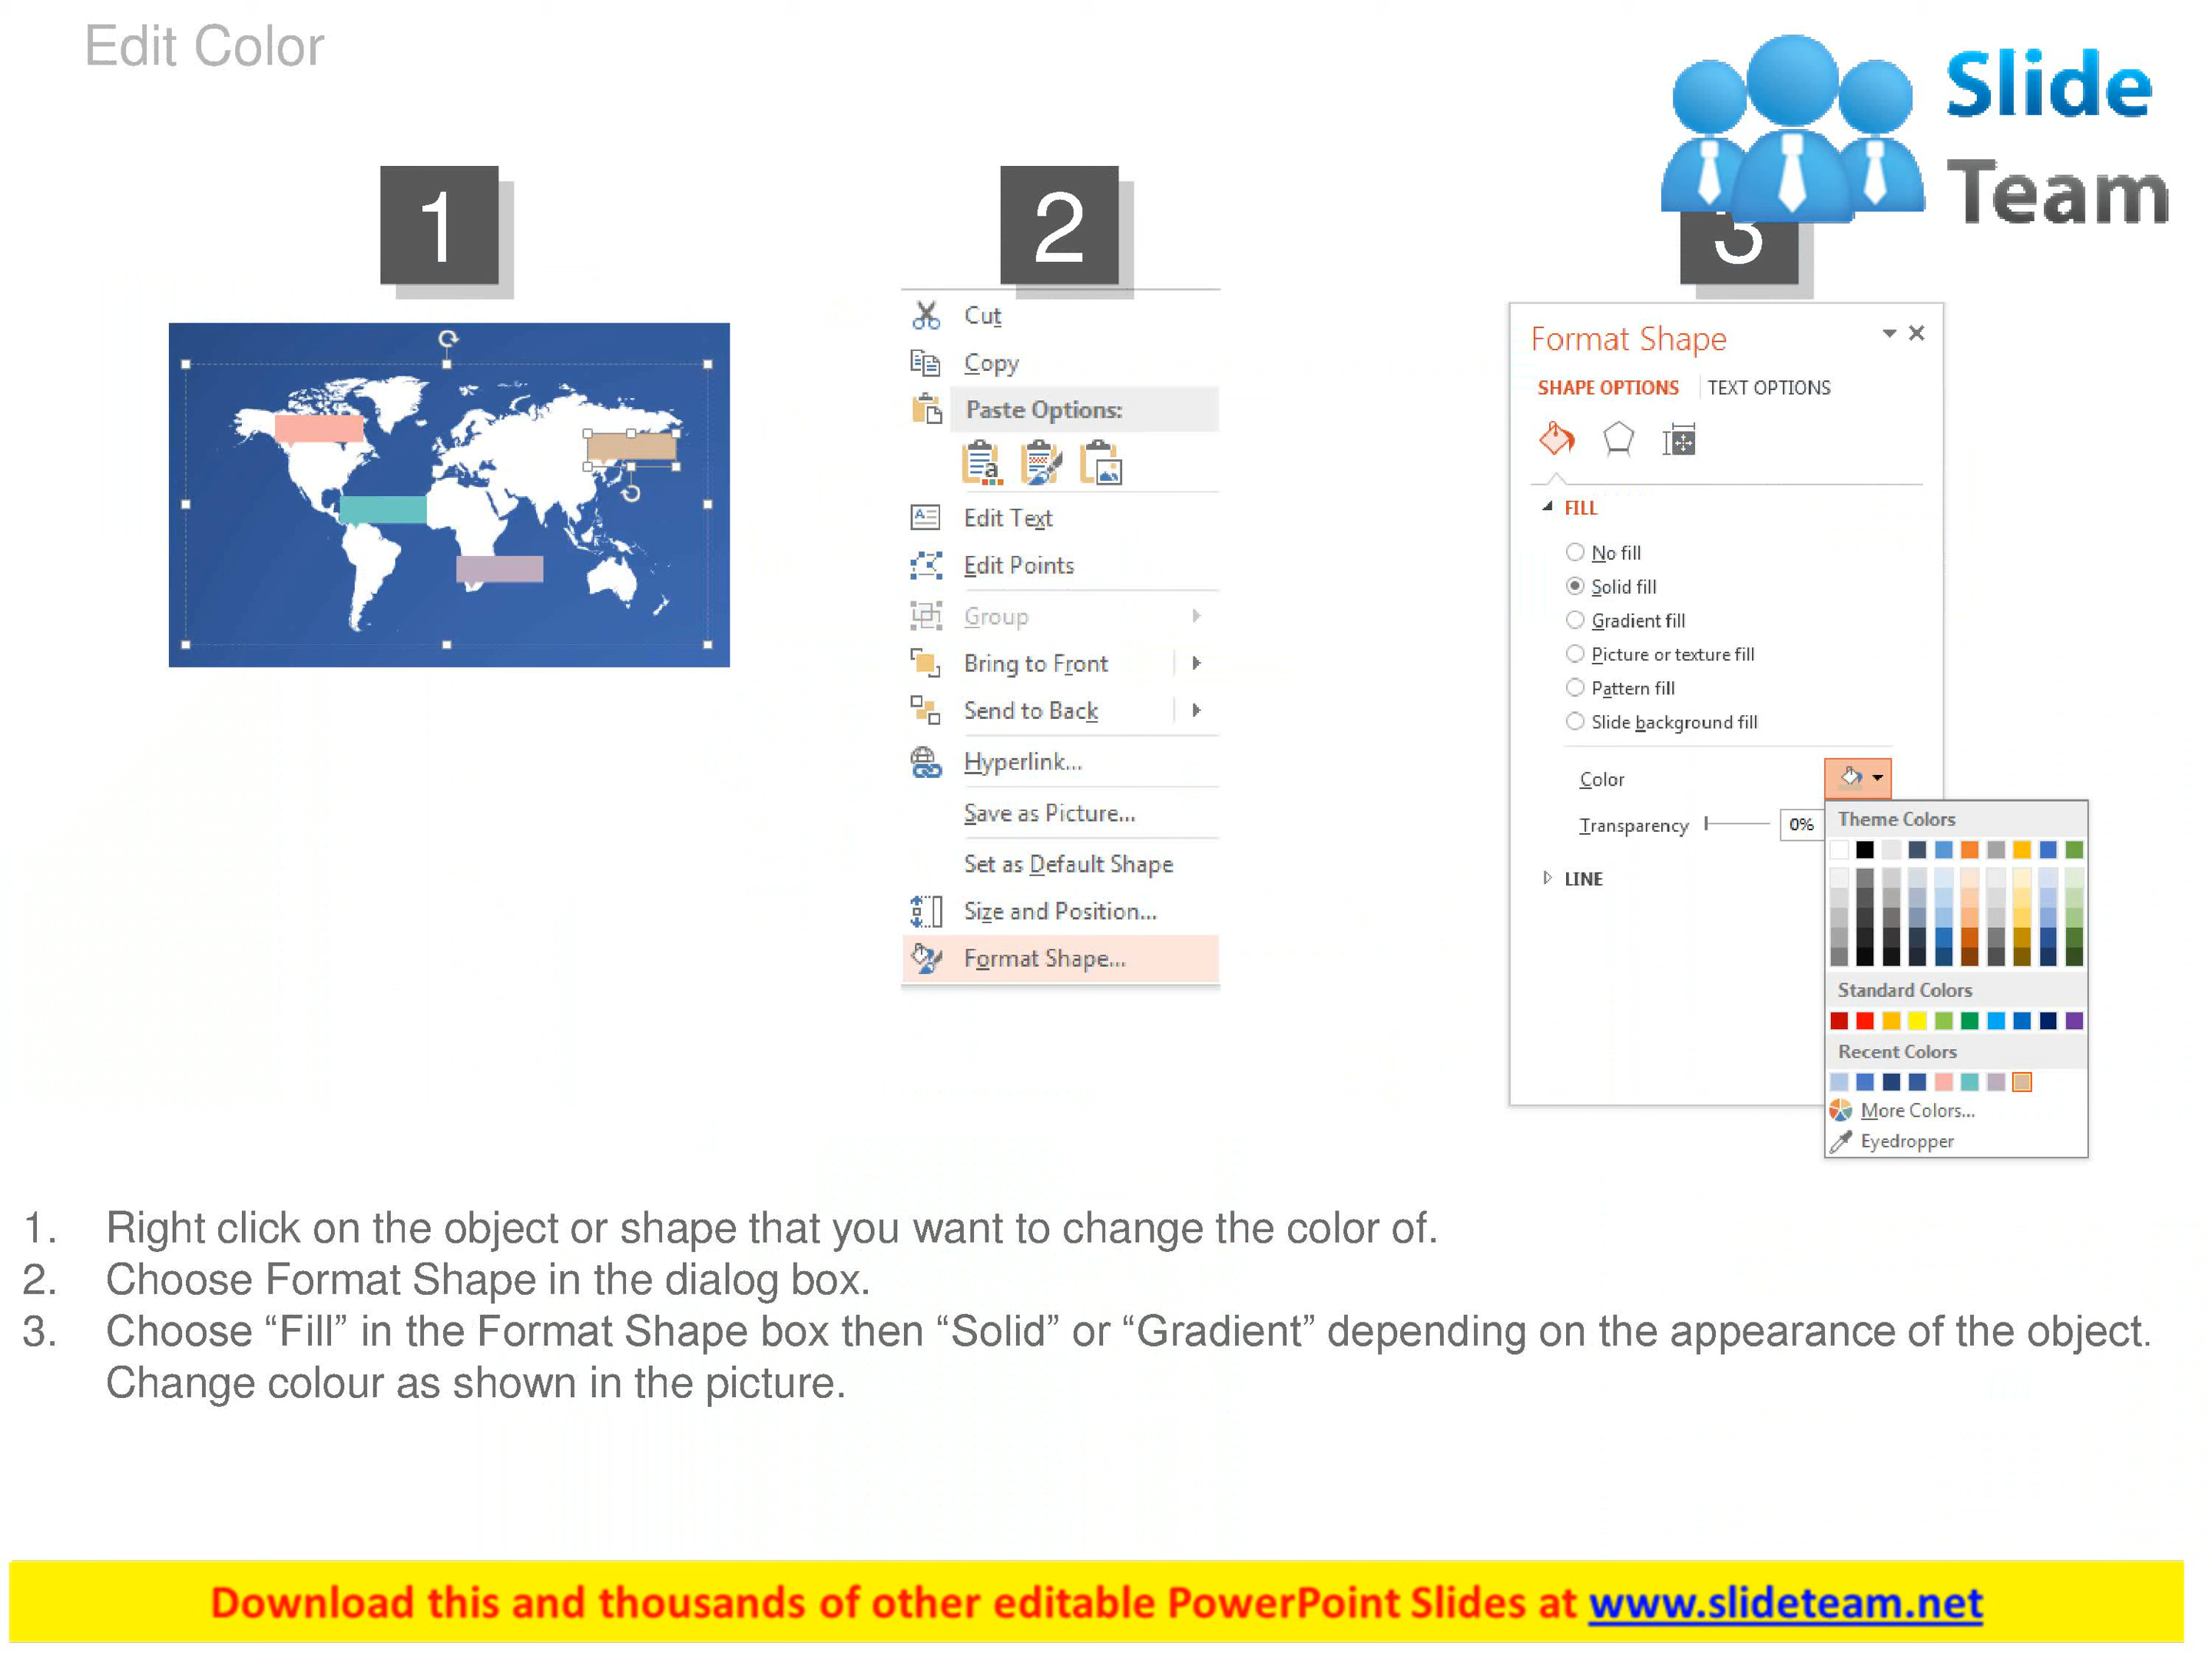 Edit Color
Slide
Team
1
2
3
Cut
Copy
Paste Options:
Edit Text
Edit Points
Group
Bring to Front
Send to Back
Hyperlink...
Save as Picture...
Set as Default Shape
Size and Position...
Format Shape...
Format Shape
SHAPE OPTIONS
TEXT OPTIONS
FILL
No fill
Solid fill
Gradient fill
Picture or texture fill
Pattern fill
Slide background fill
Color
Transparency 0%
LINE
Theme Colors
Standard Colors
Recent Colors
More Colors...
Eyedropper
1. Right click on the object or shape that you want to change the color of.
2. Choose Format Shape in the dialog box.
3. Choose “Fill” in the Format Shape box then “Solid” or “Gradient” depending on the appearance of the object.
Change colour as shown in the picture.
Download this and thousands of other editable PowerPoint Slides at www.slideteam.net